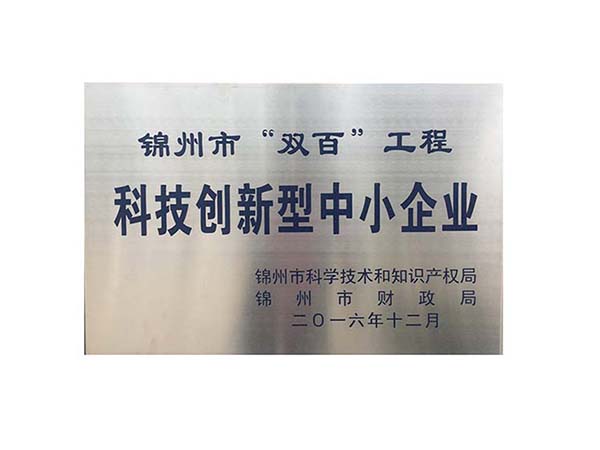 锦州市“双百”工程
科技创新型中小企业
锦州市科学技术和知识产权局
锦州市财政局
二〇一六年十二月